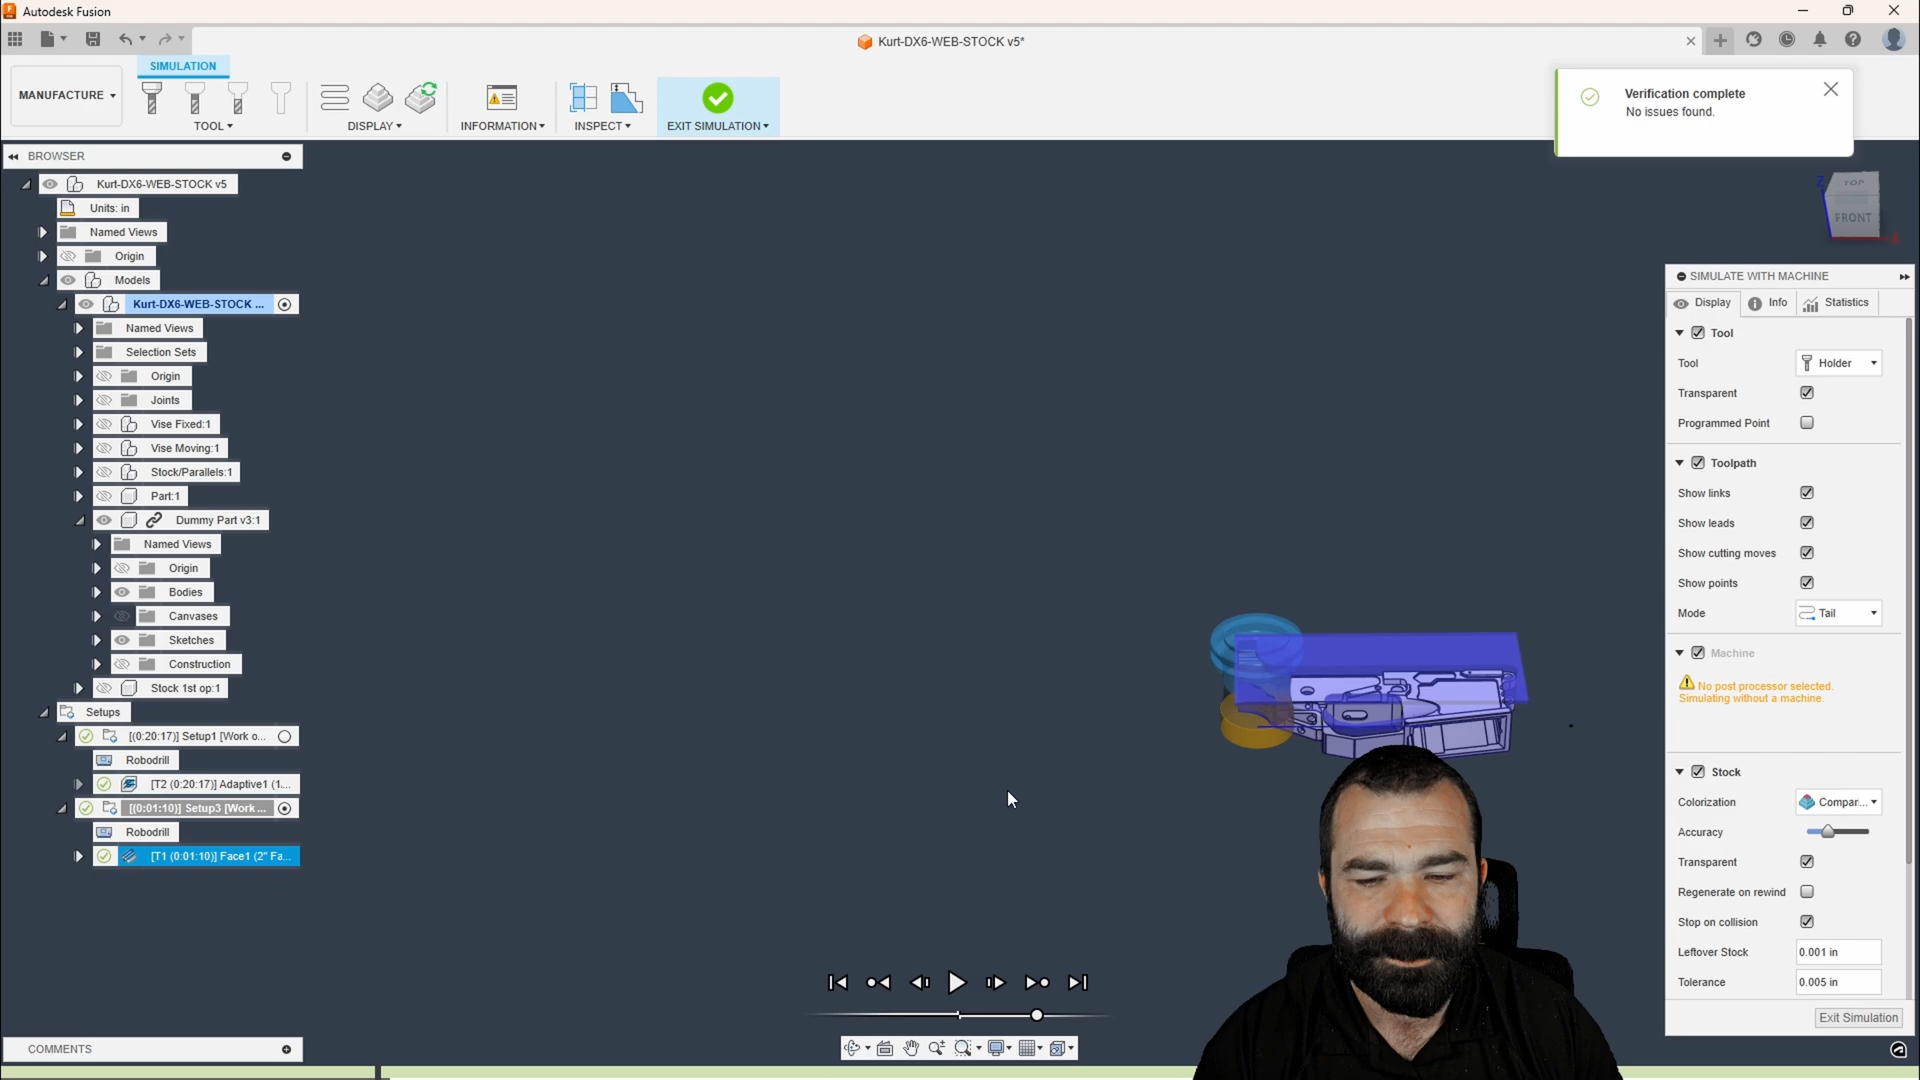 Autodesk Fusion
Kurt-DX6-WEB-STOCK v5*
MANUFACTURE
SIMULATION
TOOL
DISPLAY
INFORMATION
INSPECT
EXIT SIMULATION
Verification complete
No issues found.
TOP
FRONT
Z
BROWSER
Kurt-DX6-WEB-STOCK v5
Units: in
Named Views
Origin
Models
Kurt-DX6-WEB-STOCK ...
Named Views
Selection Sets
Origin
Joints
Vise Fixed:1
Vise Moving:1
Stock/Parallels:1
Part:1
Dummy Part v3:1
Named Views
Origin
Bodies
Canvases
Sketches
Construction
Stock 1st op:1
Setups
[(0:20:17)] Setup1 [Work o...
Robodrill
[T2 (0:20:17)] Adaptive1 (1...
[(0:01:10)] Setup3 [Work ...
Robodrill
[T1 (0:01:10)] Face1 (2" Fa...
COMMENTS
SIMULATE WITH MACHINE
Display
Info
Statistics
Tool
Tool
Holder
Transparent
Programmed Point
Toolpath
Show links
Show leads
Show cutting moves
Show points
Mode
Tail
Machine
No post processor selected.
Simulating without a machine.
Stock
Colorization
Compar...
Accuracy
Transparent
Regenerate on rewind
Stop on collision
Leftover Stock
0.001 in
Tolerance
0.005 in
Exit Simulation